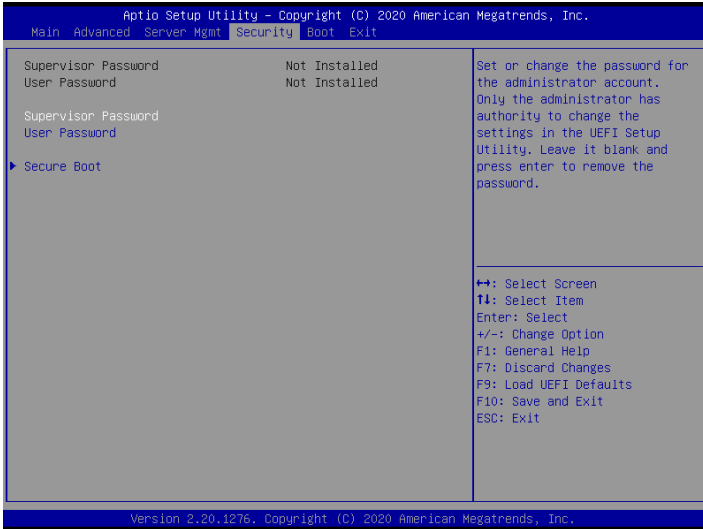 Aptio Setup Utility – Copyright (C) 2020 American Megatrends, Inc.
Main Advanced Server Mgmt Security Boot Exit
Supervisor Password Not Installed
User Password Not Installed
Supervisor Password
User Password
Secure Boot
Set or change the password for
the administrator account.
Only the administrator has
authority to change the
settings in the UEFI Setup
Utility. Leave it blank and
press enter to remove the
password.
↔: Select Screen
↑↓: Select Item
Enter: Select
+/-: Change Option
F1: General Help
F7: Discard Changes
F9: Load UEFI Defaults
F10: Save and Exit
ESC: Exit
Version 2.20.1276. Copyright (C) 2020 American Megatrends, Inc.